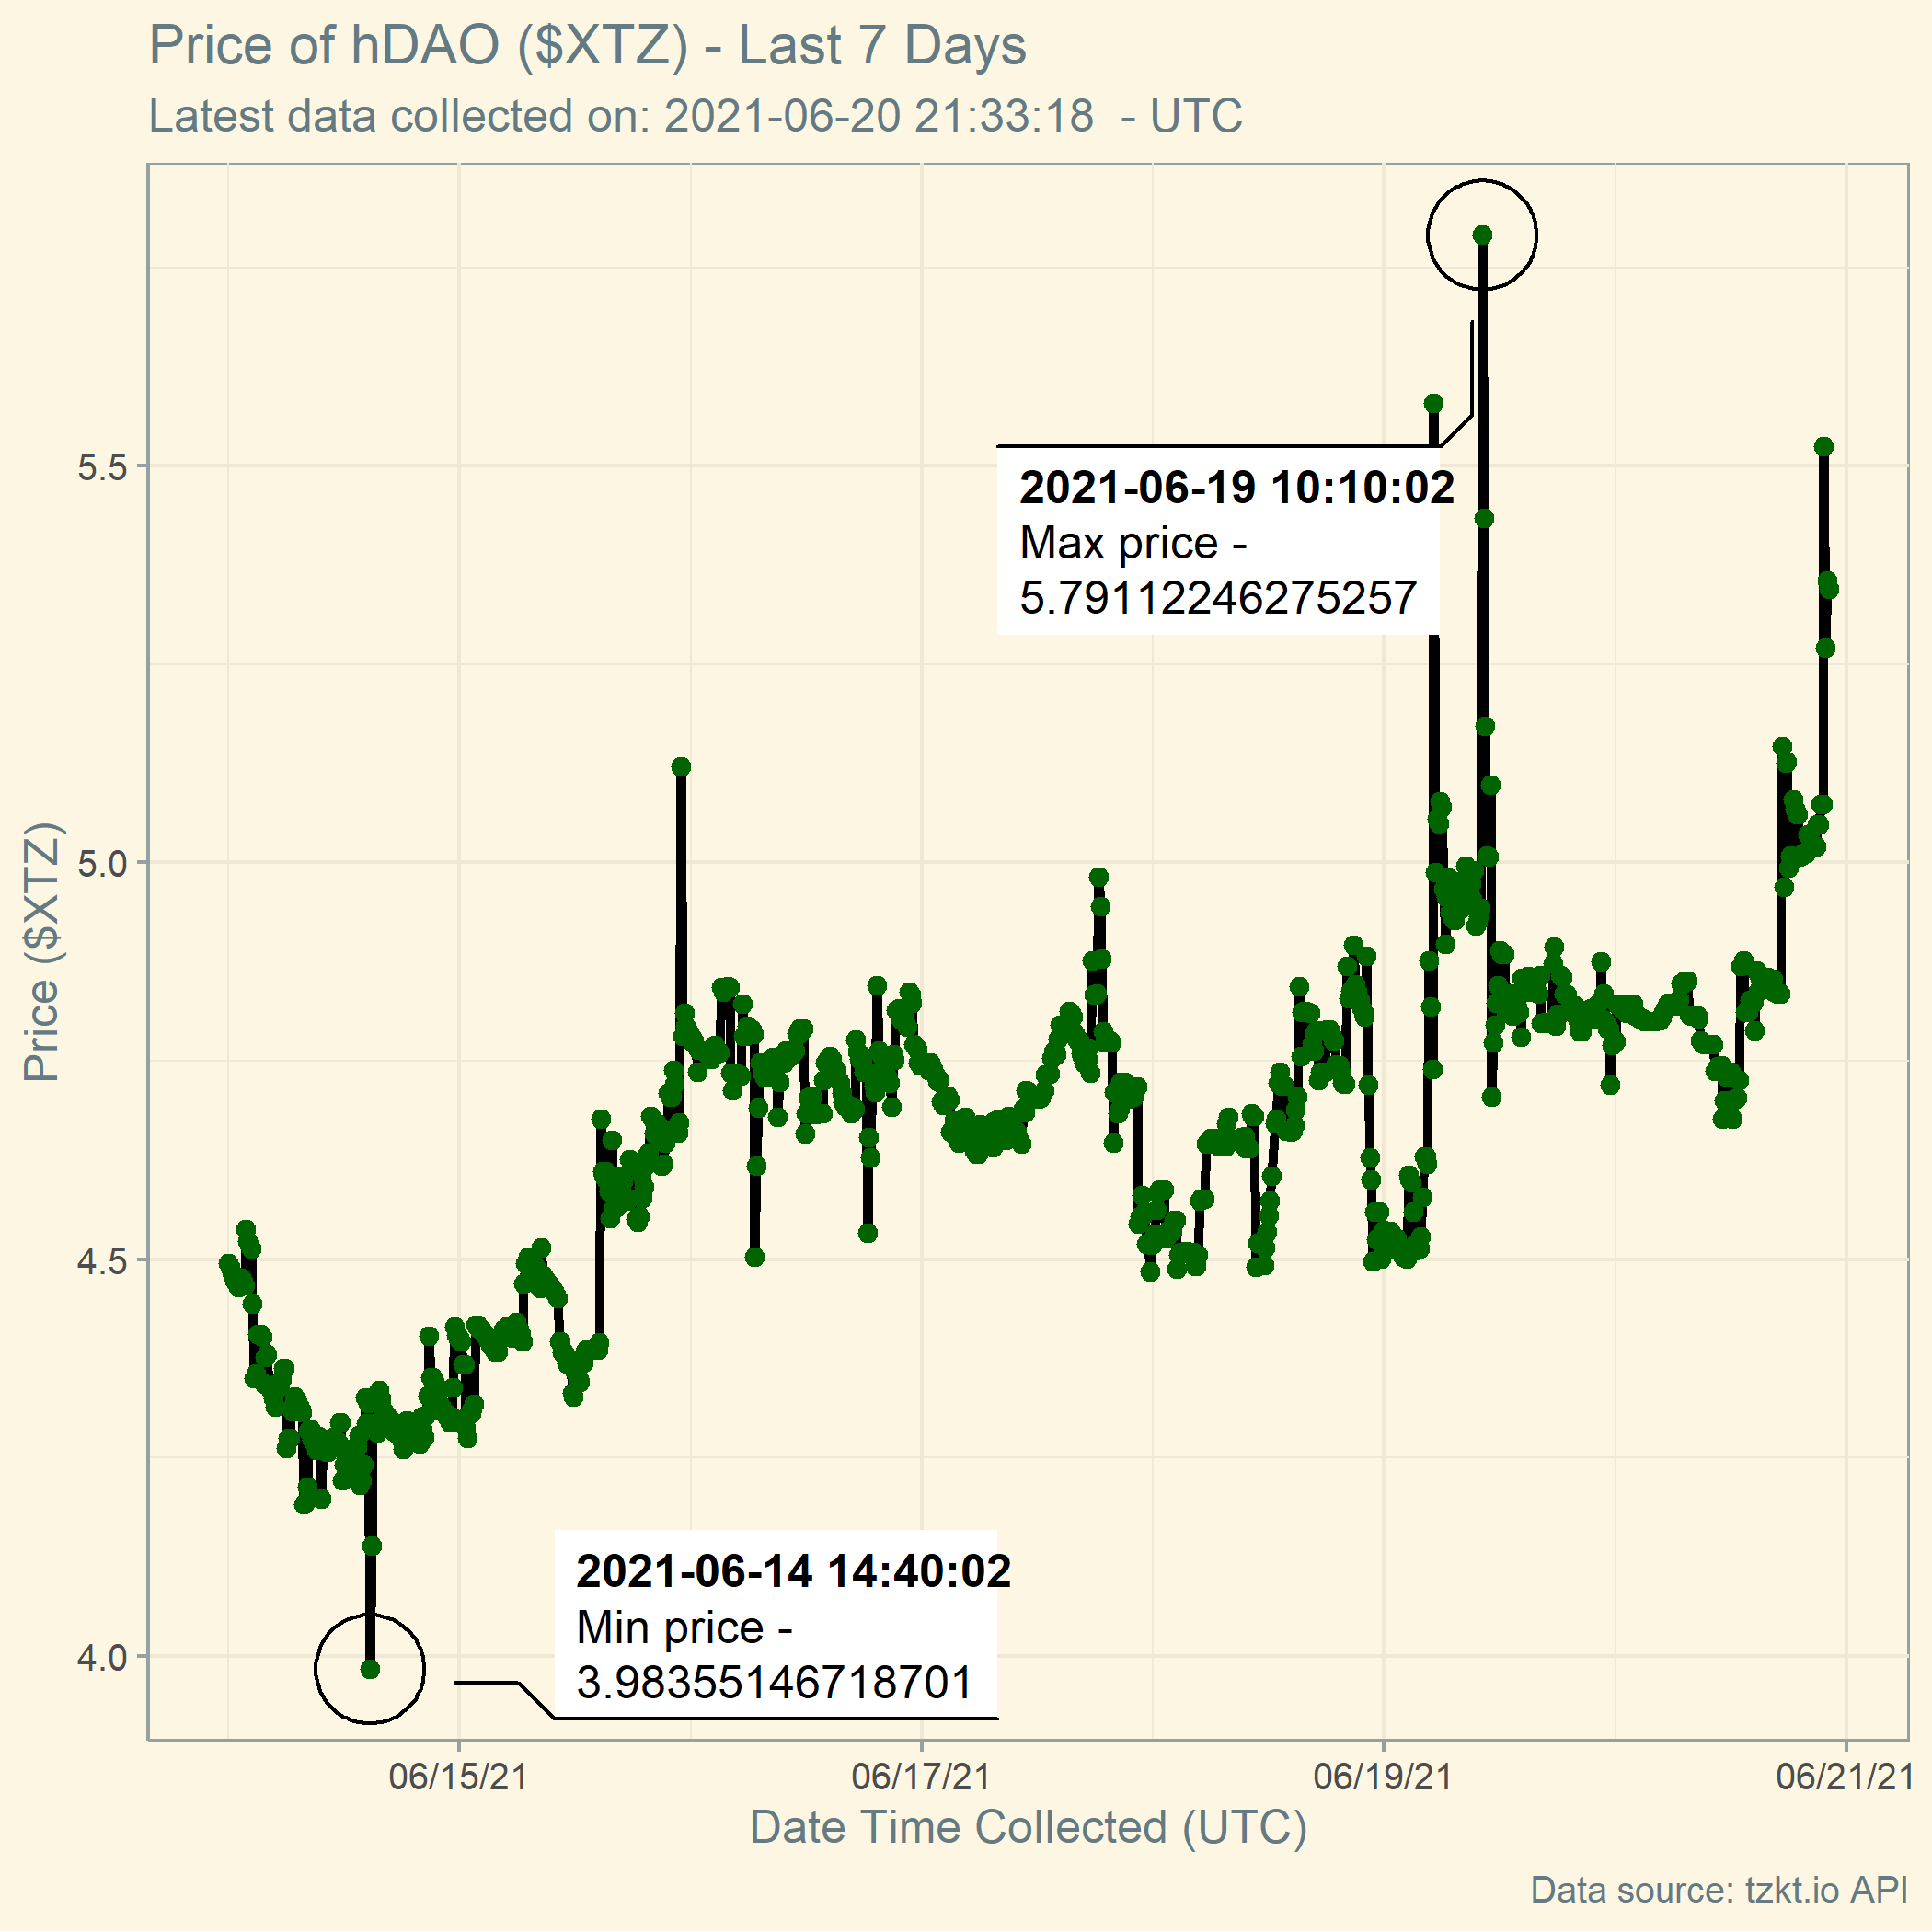 Price of hDAO ($XTZ) - Last 7 Days
Latest data collected on: 2021-06-20 21:33:18  - UTC
Price ($XTZ)
5.5
5.0
4.5
4.0
2021-06-19 10:10:02
Max price -
5.79112246275257
2021-06-14 14:40:02
Min price -
3.98355146718701
06/15/21
06/17/21
06/19/21
06/21/21
Date Time Collected (UTC)
Data source: tzkt.io API